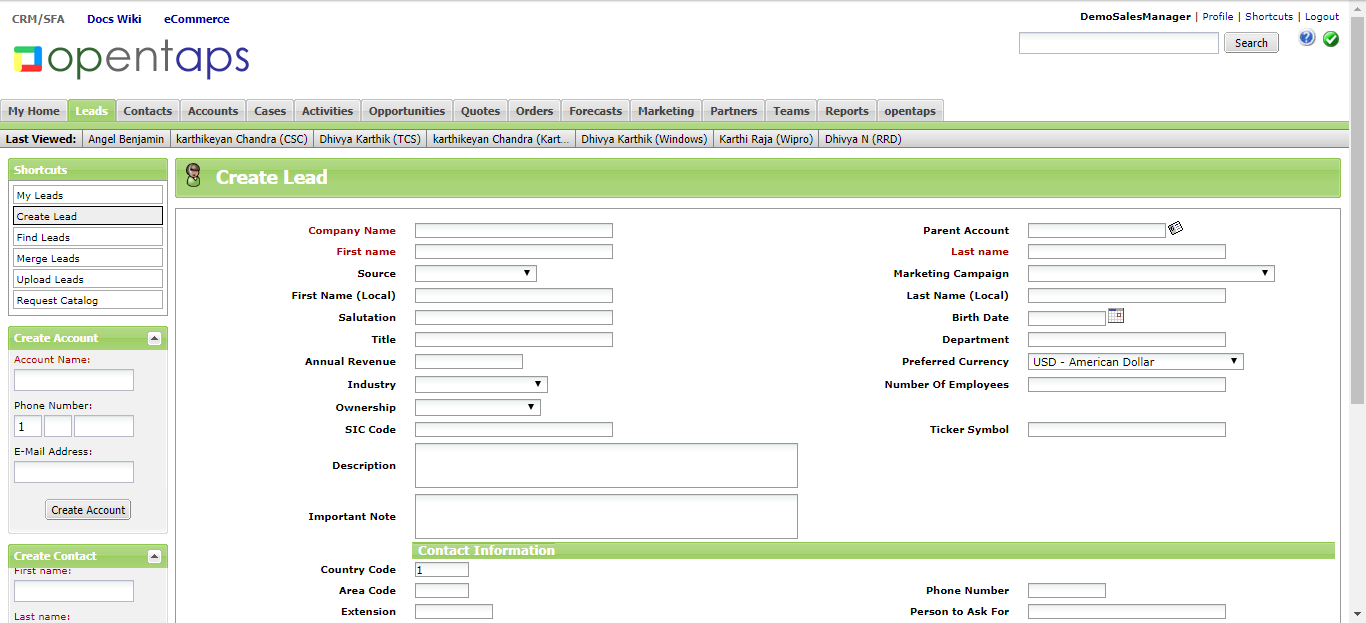 CRM/SFA Docs Wiki eCommerce
DemoSalesManager | Profile | Shortcuts | Logout
opentaps
Search
My Home Leads Contacts Accounts Cases Activities Opportunities Quotes Orders Forecasts Marketing Partners Teams Reports opentaps
Last Viewed: Angel Benjamin karthikeyan Chandra (CSC) Dhivya Karthik (TCS) karthikeyan Chandra (Kart... Dhivya Karthik (Windows) Karthi Raja (Wipro) Dhivya N (RRD)
Shortcuts
My Leads
Create Lead
Find Leads
Merge Leads
Upload Leads
Request Catalog
Create Account
Account Name:
Phone Number:
1
E-Mail Address:
Create Account
Create Contact
First name:
Last name:
Create Lead
Company Name Parent Account
First name Last name
Source Marketing Campaign
First Name (Local) Last Name (Local)
Salutation Birth Date
Title Department
Annual Revenue Preferred Currency USD - American Dollar
Industry Number Of Employees
Ownership
SIC Code Ticker Symbol
Description
Important Note
Contact Information
Country Code 1
Area Code Phone Number
Extension Person to Ask For